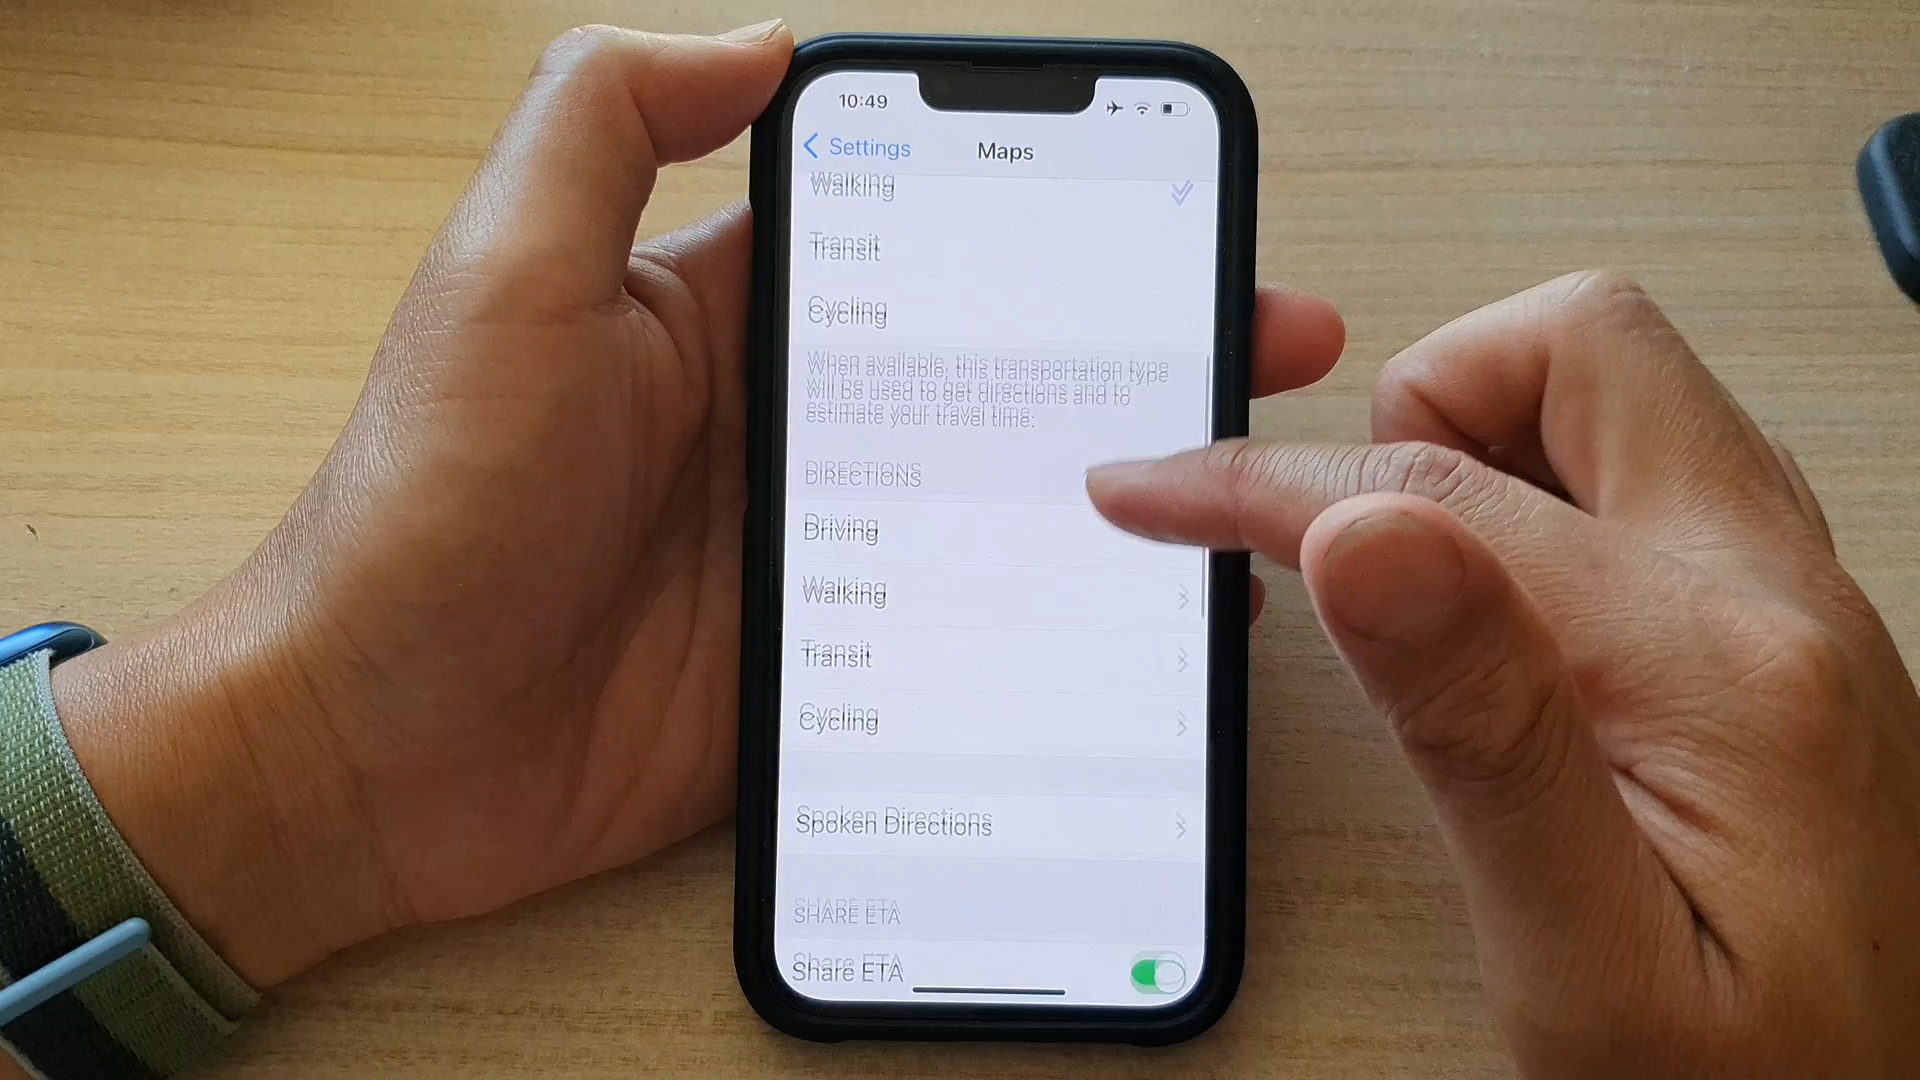 10:49
Settings
Maps
Walking
Transit
Cycling
When available, this transportation type
will be used to get directions and to
estimate your travel time.
DIRECTIONS
Driving
Walking
Transit
Cycling
Spoken Directions
SHARE ETA
Share ETA